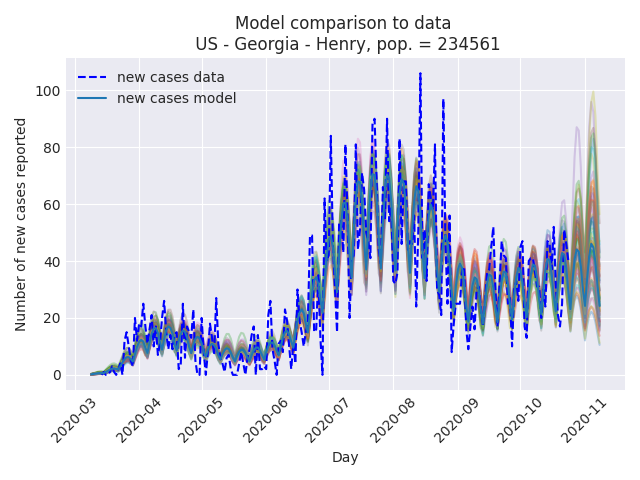 Model comparison to data
US - Georgia - Henry, pop. = 234561
new cases data
new cases model
Number of new cases reported
100
80
60
40
20
0
2020-03
2020-04
2020-05
2020-06
2020-07
2020-08
2020-09
2020-10
2020-11
Day